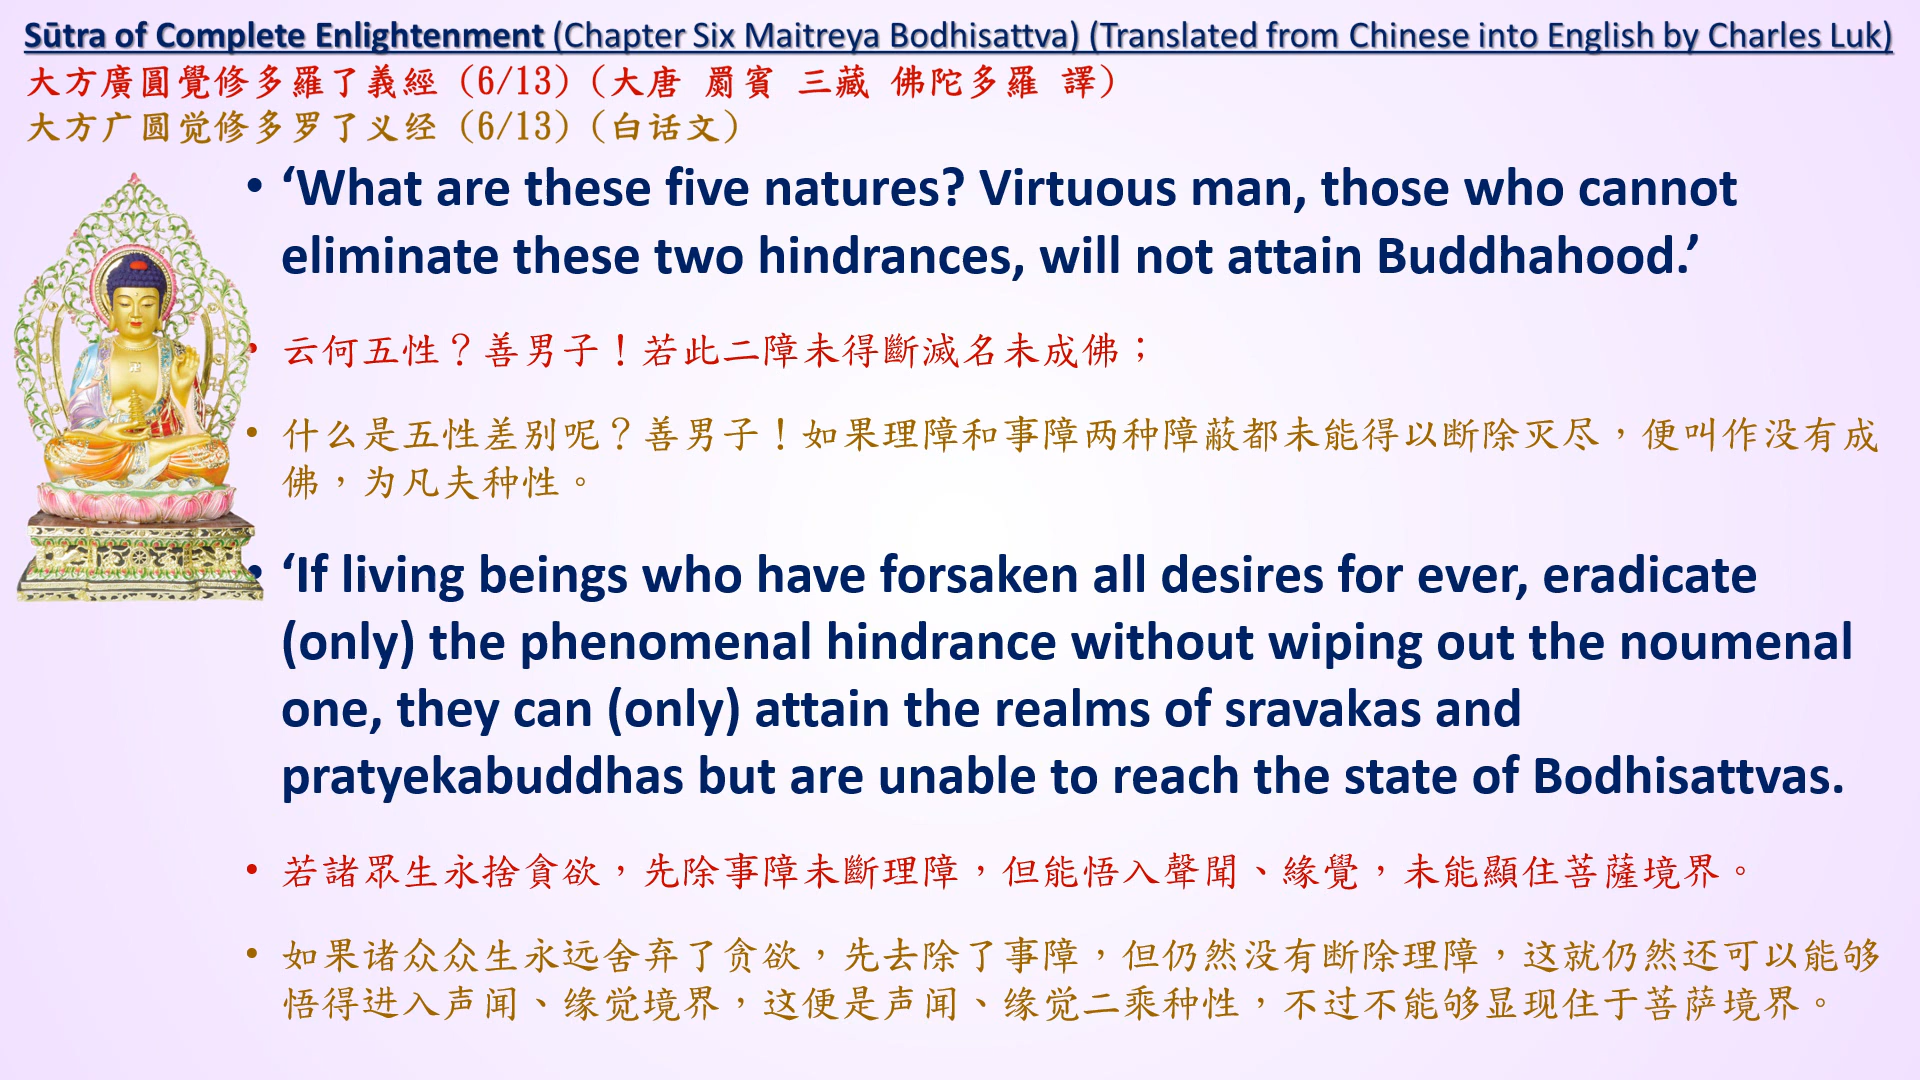 Sūtra of Complete Enlightenment (Chapter Six Maitreya Bodhisattva) (Translated from Chinese into English by Charles Luk)
大方廣圓覺修多羅了義經 (6/13) (大唐 罽賓 三藏 佛陀多羅 譯)
大方广圆觉修多罗了义经 (6/13) (白话文)
• ‘What are these five natures? Virtuous man, those who cannot
eliminate these two hindrances, will not attain Buddhahood.’
• 云何五性？善男子！若此二障未得斷滅名未成佛；
• 什么是五性差别呢？善男子！如果理障和事障两种障蔽都未能得以断除灭尽，便叫作没有成
佛，为凡夫种性。
• ‘If living beings who have forsaken all desires for ever, eradicate
(only) the phenomenal hindrance without wiping out the noumenal
one, they can (only) attain the realms of sravakas and
pratyekabuddhas but are unable to reach the state of Bodhisattvas.
• 若諸眾生永捨貪欲，先除事障未斷理障，但能悟入聲聞、緣覺，未能顯住菩薩境界。
• 如果诸众众生永远舍弃了贪欲，先去除了事障，但仍然没有断除理障，这就仍然还可以能够
悟得进入声闻、缘觉境界，这便是声闻、缘觉二乘种性，不过不能够显现住于菩萨境界。